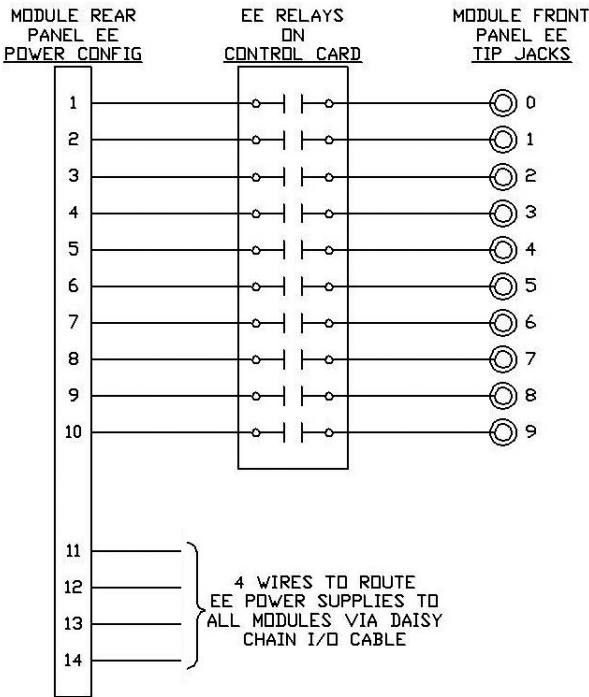 MODULE REAR
PANEL EE
POWER CONFIG
EE RELAYS
ON
CONTROL CARD
MODULE FRONT
PANEL EE
TIP JACKS
1 0
2 1
3 2
4 3
5 4
6 5
7 6
8 7
9 8
10 9
11
12
13
14
4 WIRES TO ROUTE
EE POWER SUPPLIES TO
ALL MODULES VIA DAISY
CHAIN I/O CABLE